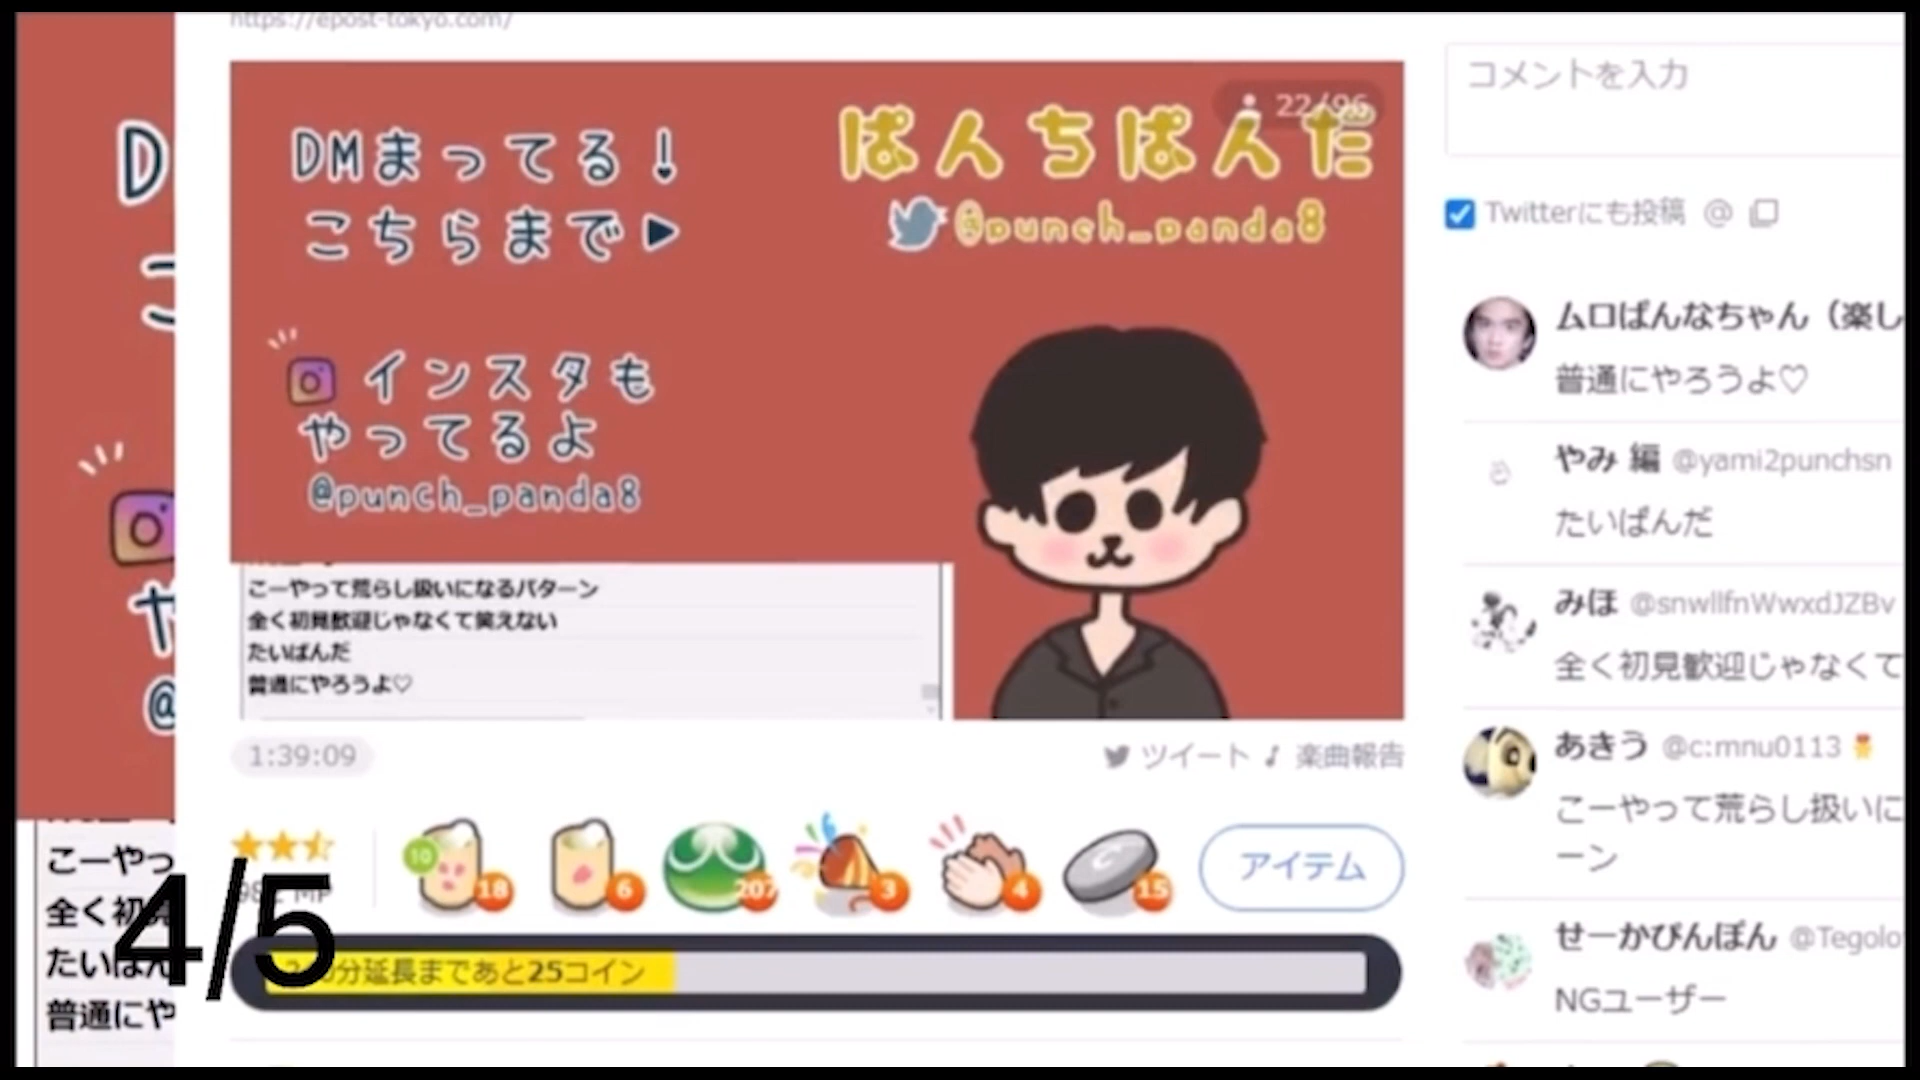 https://epost-tokyo.com/
22/96
DMまってる!
こちらまで▶
ぱんちぱんだ
@punch_panda8
インスタも
やってるよ
@punch_panda8
こーやって荒らし扱いになるパターン
全く初見歓迎じゃなくて笑えない
たいぱんだ
普通にやろうよ♡
1:39:09
ツイート
楽曲報告
10
18
6
207
3
4
15
アイテム
分延長まであと25コイン
4/5
コメントを入力
Twitterにも投稿 @
ムロぱんなちゃん（楽し
普通にやろうよ♡
やみ 編 @yami2punchsn
たいぱんだ
みほ @snwllfnWwxdJZBv
全く初見歓迎じゃなくて
あきう @c:mnu0113
こーやって荒らし扱いに
ーン
せーかぴんぽん @Tegolo
NGユーザー
D
こ
や
@
こーやっ
全く初見
たいぱん
普通にや